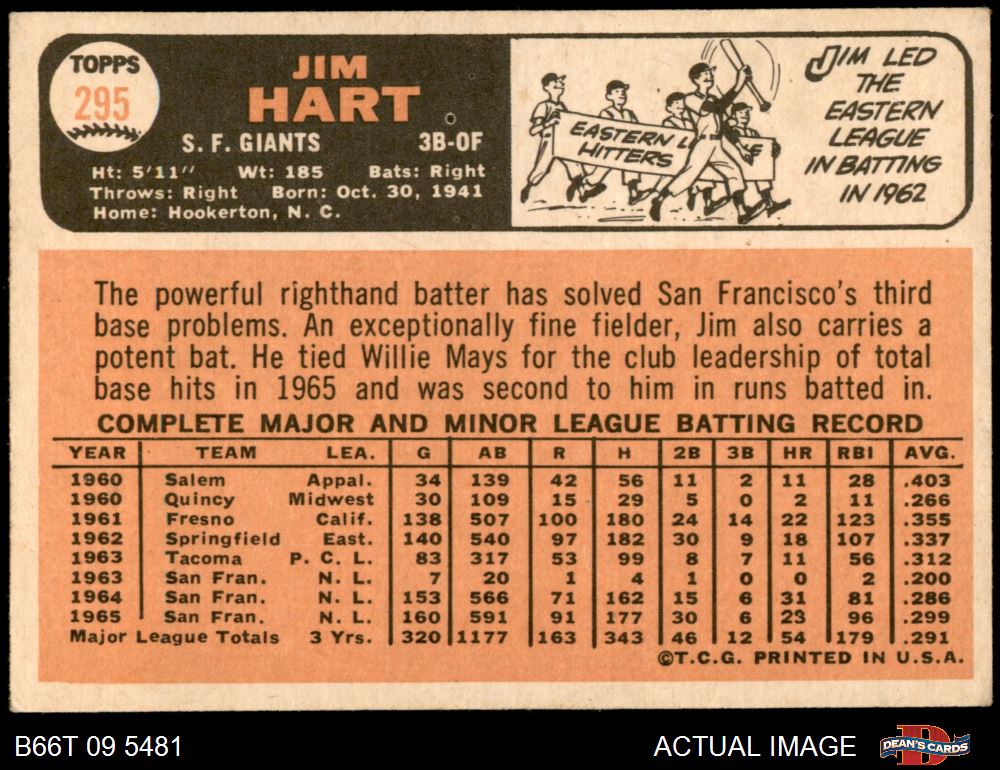 TOPPS
295
JIM
HART
S. F. GIANTS 3B-OF
Ht: 5'11" Wt: 185 Bats: Right
Throws: Right Born: Oct. 30, 1941
Home: Hookerton, N. C.
EASTERN L E
HITTERS
JIM LED
THE
EASTERN
LEAGUE
IN BATTING
IN 1962
The powerful righthand batter has solved San Francisco's third
base problems. An exceptionally fine fielder, Jim also carries a
potent bat. He tied Willie Mays for the club leadership of total
base hits in 1965 and was second to him in runs batted in.
COMPLETE MAJOR AND MINOR LEAGUE BATTING RECORD
YEAR TEAM LEA. G AB R H 2B 3B HR RBI AVG.
1960 Salem Appal. 34 139 42 56 11 2 11 28 .403
1960 Quincy Midwest 30 109 15 29 5 0 2 11 .266
1961 Fresno Calif. 138 507 100 180 24 14 22 123 .355
1962 Springfield East. 140 540 97 182 30 9 18 107 .337
1963 Tacoma P. C. L. 83 317 53 99 8 7 11 56 .312
1963 San Fran. N. L. 7 20 1 4 1 0 0 2 .200
1964 San Fran. N. L. 153 566 71 162 15 6 31 81 .286
1965 San Fran. N. L. 160 591 91 177 30 6 23 96 .299
Major League Totals 3 Yrs. 320 1177 163 343 46 12 54 179 .291
©T.C.G. PRINTED IN U.S.A.
B66T 09 5481
ACTUAL IMAGE
D
DEAN'S CARDS